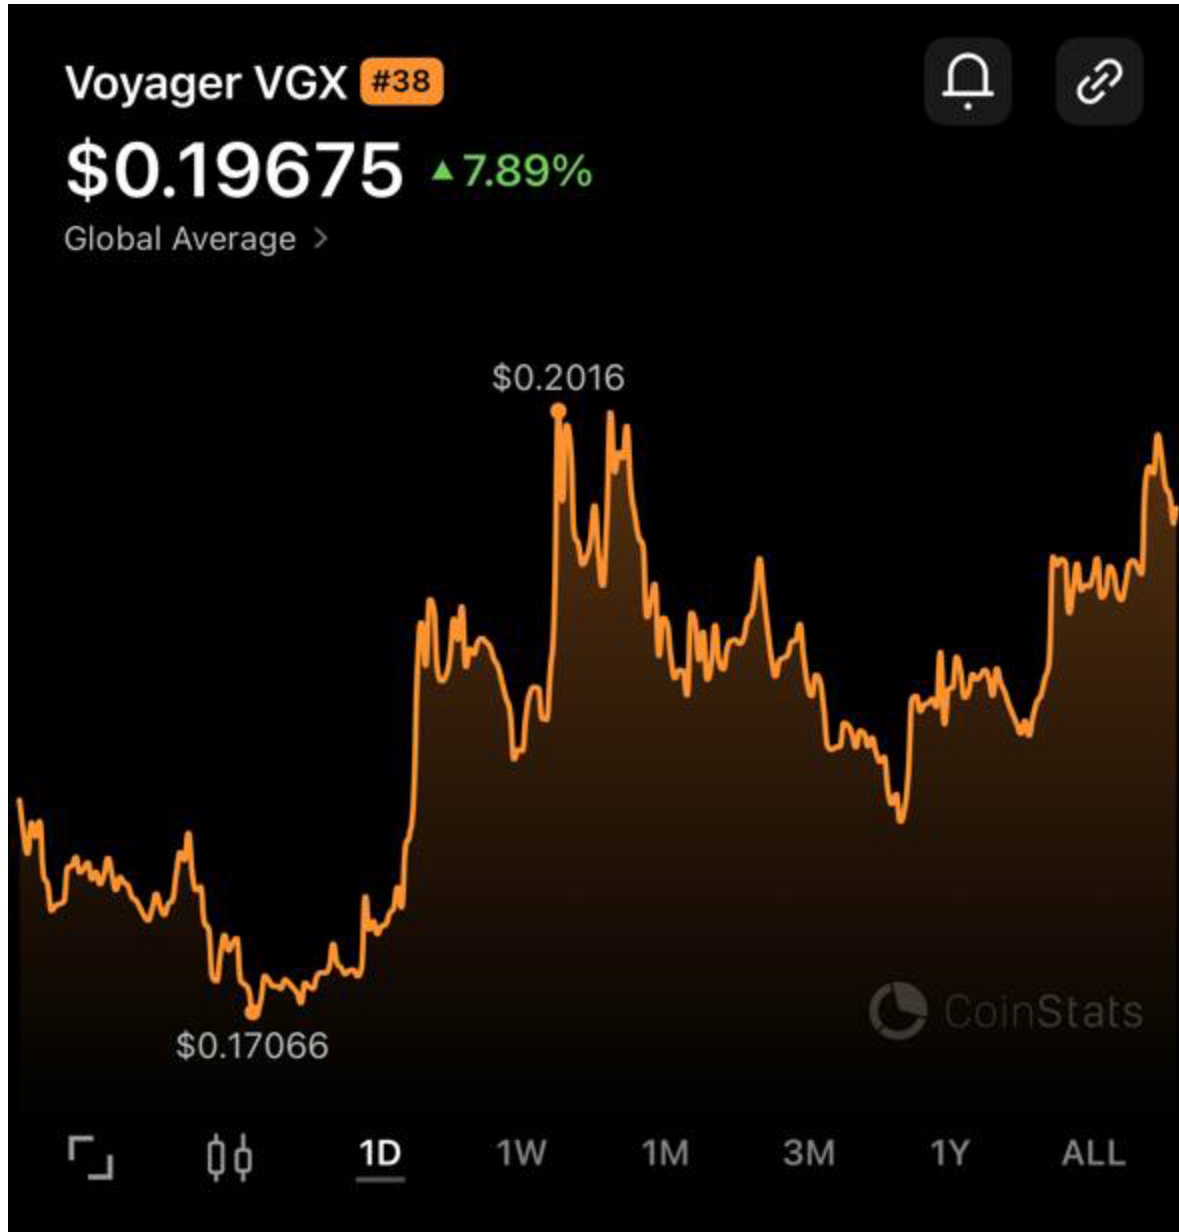 Voyager VGX #38
$0.19675 ▲ 7.89%
Global Average >
$0.2016
CoinStats
$0.17066
1D 1W 1M 3M 1Y ALL